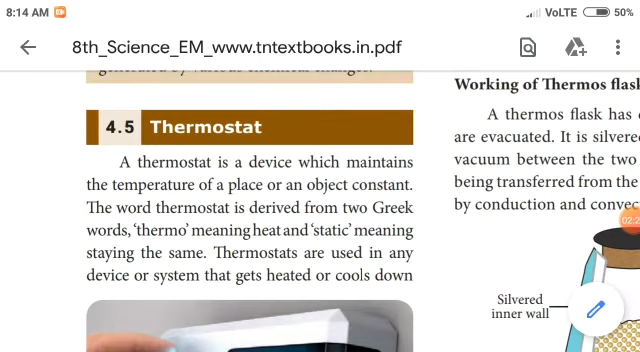 8:14 AM
VoLTE 50%
8th_Science_EM_www.tntextbooks.in.pdf
4.5 Thermostat
A thermostat is a device which maintains
the temperature of a place or an object constant.
The word thermostat is derived from two Greek
words, ‘thermo’ meaning heat and ‘static’ meaning
staying the same. Thermostats are used in any
device or system that gets heated or cools down
Working of Thermos flask
A thermos flask has
are evacuated. It is silvere
vacuum between the two
being transferred from the
by conduction and convec
02:2
Silvered
inner wall